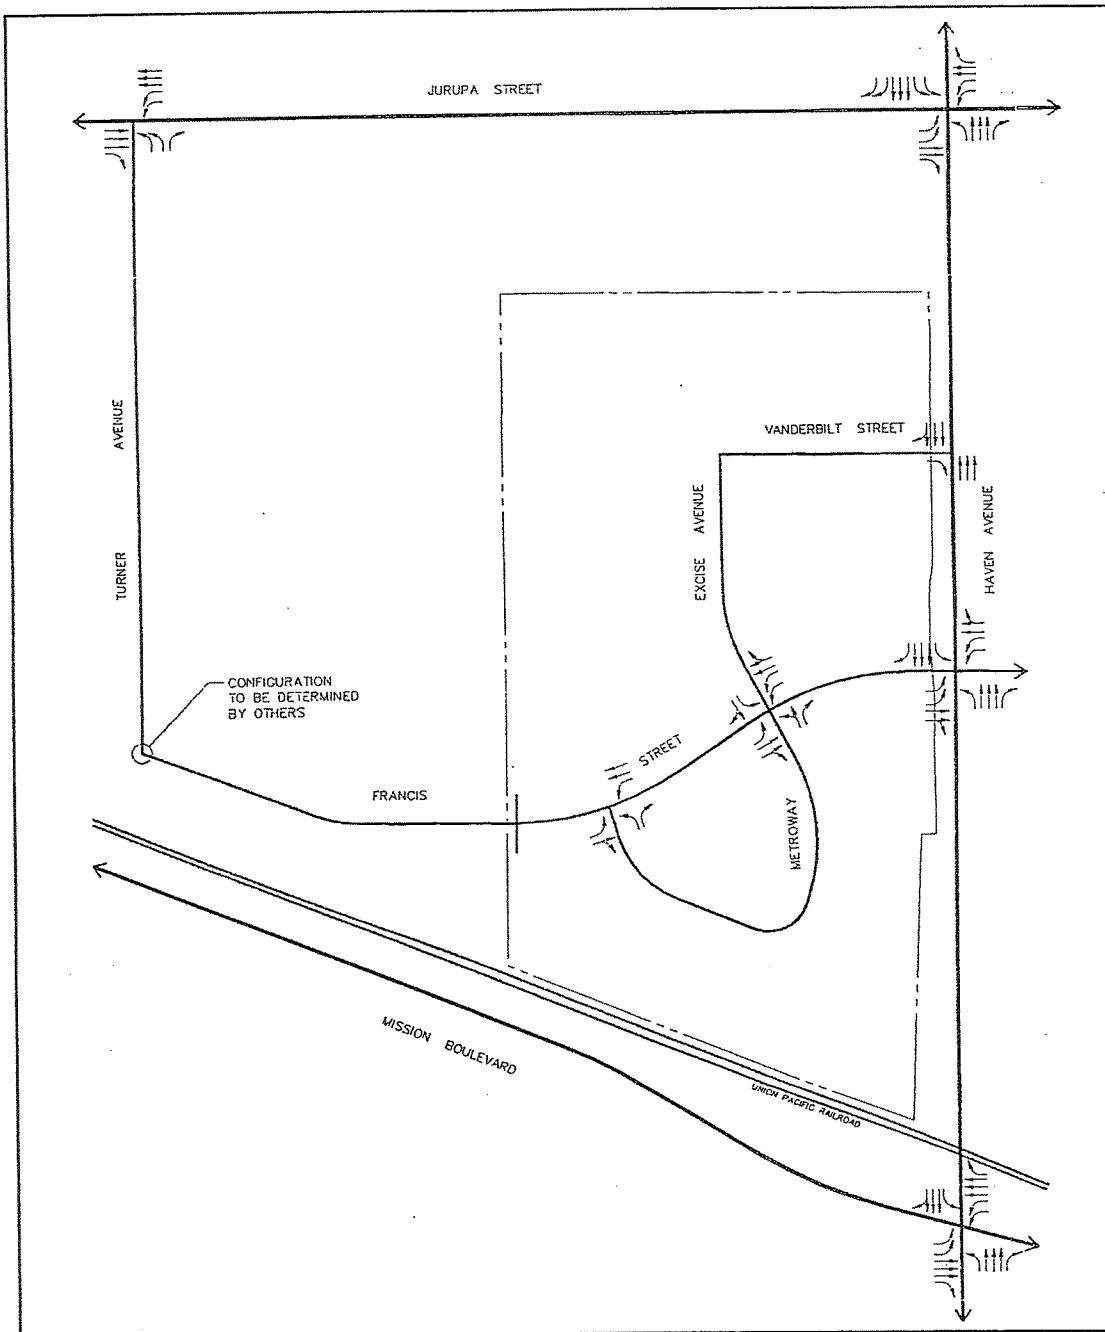 JURUPA STREET
TURNER AVENUE
VANDERBILT STREET
EXCISE AVENUE
HAVEN AVENUE
CONFIGURATION
TO BE DETERMINED
BY OTHERS
FRANCIS STREET
METROWAY
MISSION BOULEVARD
UNION PACIFIC RAILROAD